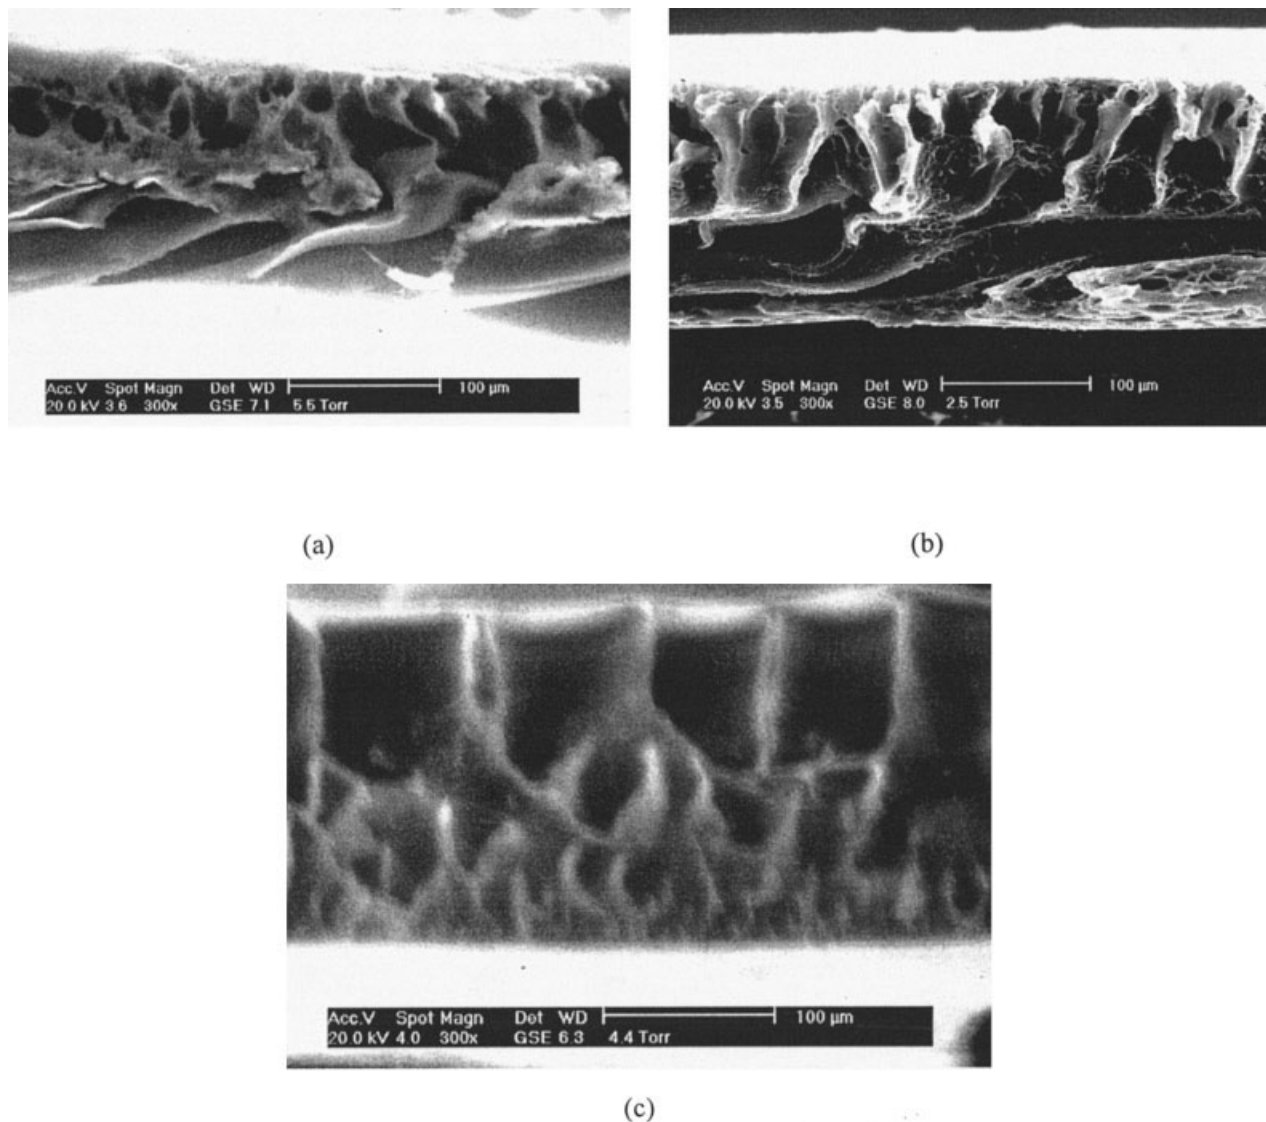 Acc.V Spot Magn Det WD 100 µm
20.0 kV 3.6 300x GSE 7.1 5.5 Torr
Acc.V Spot Magn Det WD 100 µm
20.0 kV 3.5 300x GSE 8.0 2.5 Torr
(a)
(b)
Acc.V Spot Magn Det WD 100 µm
20.0 kV 4.0 300x GSE 6.3 4.4 Torr
(c)